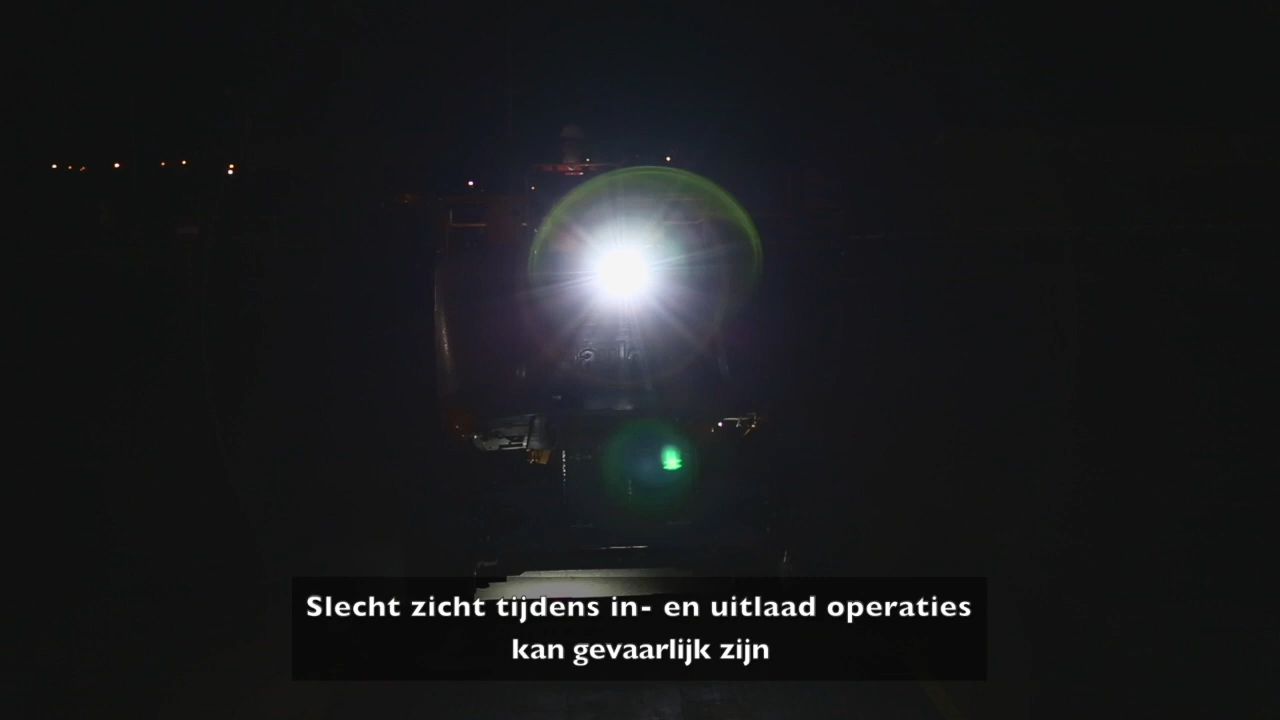 Slecht zicht tijdens in- en uitlaad operaties
kan gevaarlijk zijn